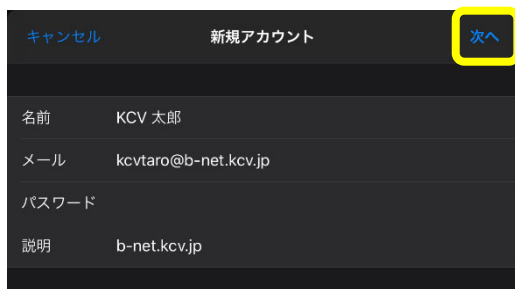 キャンセル 新規アカウント 次へ
名前 KCV 太郎
メール kcvtaro@b-net.kcv.jp
パスワード
説明 b-net.kcv.jp